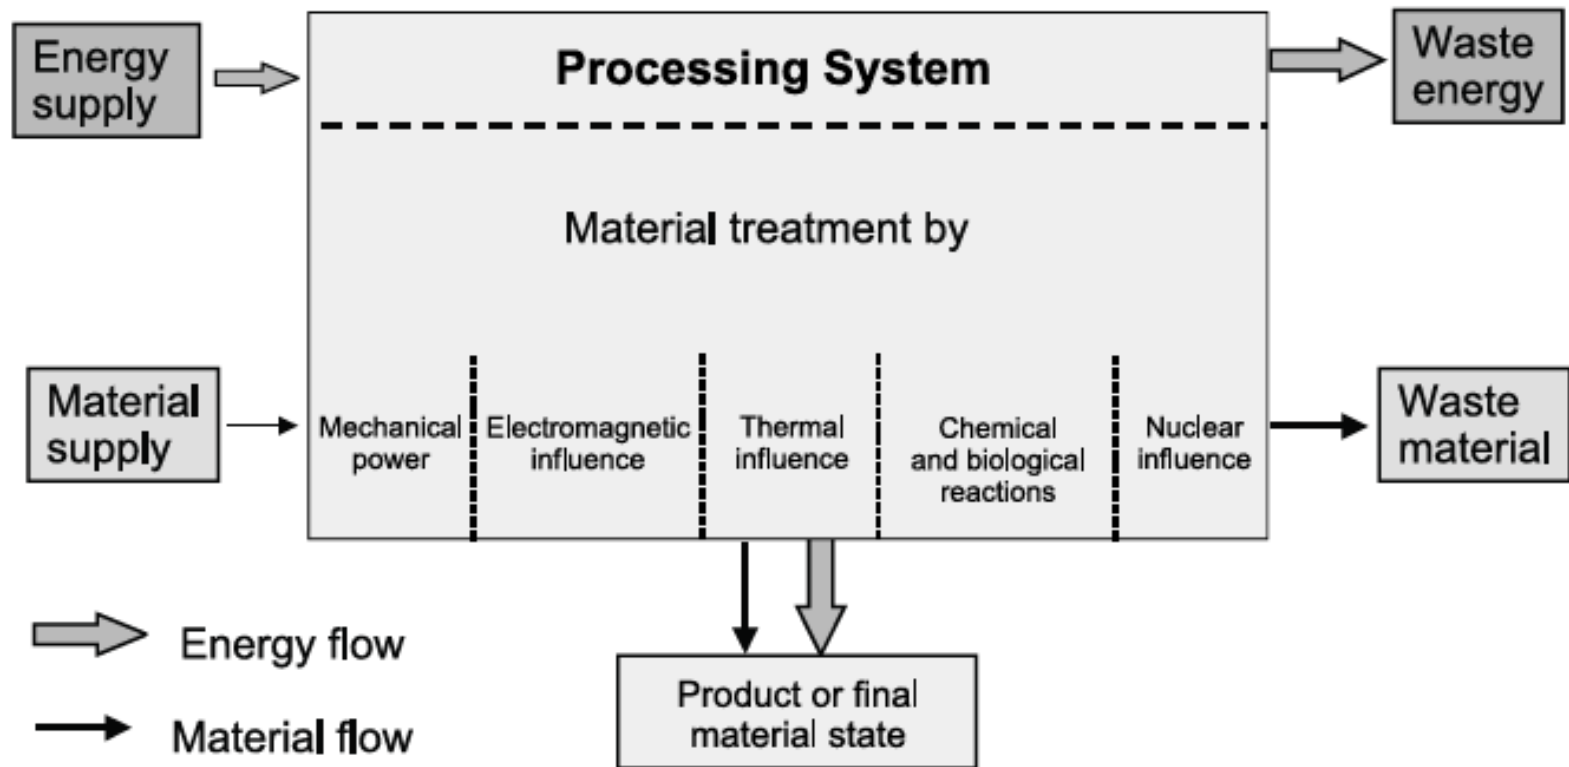 Energy
supply
Processing System
Waste
energy
Material treatment by
Material
supply
Mechanical
power
Electromagnetic
influence
Thermal
influence
Chemical
and biological
reactions
Nuclear
influence
Waste
material
Energy flow
Material flow
Product or final
material state